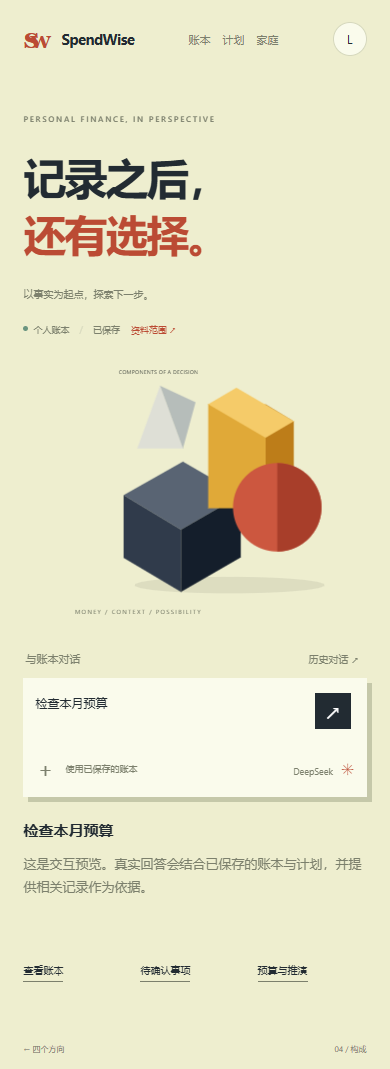 SW SpendWise 账本 计划 家庭 L
PERSONAL FINANCE, IN PERSPECTIVE
记录之后，
还有选择。
以事实为起点，探索下一步。
个人账本 / 已保存 资料范围 ↗
COMPONENTS OF A DECISION
MONEY / CONTEXT / POSSIBILITY
与账本对话 历史对话 ↗
检查本月预算 ↗
+ 使用已保存的账本 DeepSeek ✳
检查本月预算
这是交互预览。真实回答会结合已保存的账本与计划，并提
供相关记录作为依据。
查看账本 待确认事项 预算与推演
← 四个方向 04 / 构成